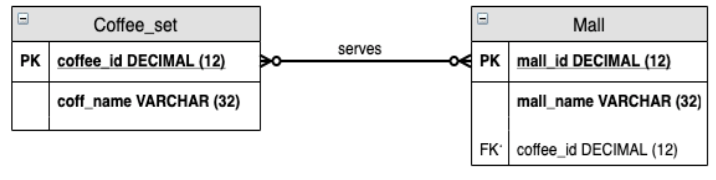 Coffee_set
PK coffee_id DECIMAL (12)
coff_name VARCHAR (32)
serves
Mall
PK mall_id DECIMAL (12)
mall_name VARCHAR (32)
FK coffee_id DECIMAL (12)